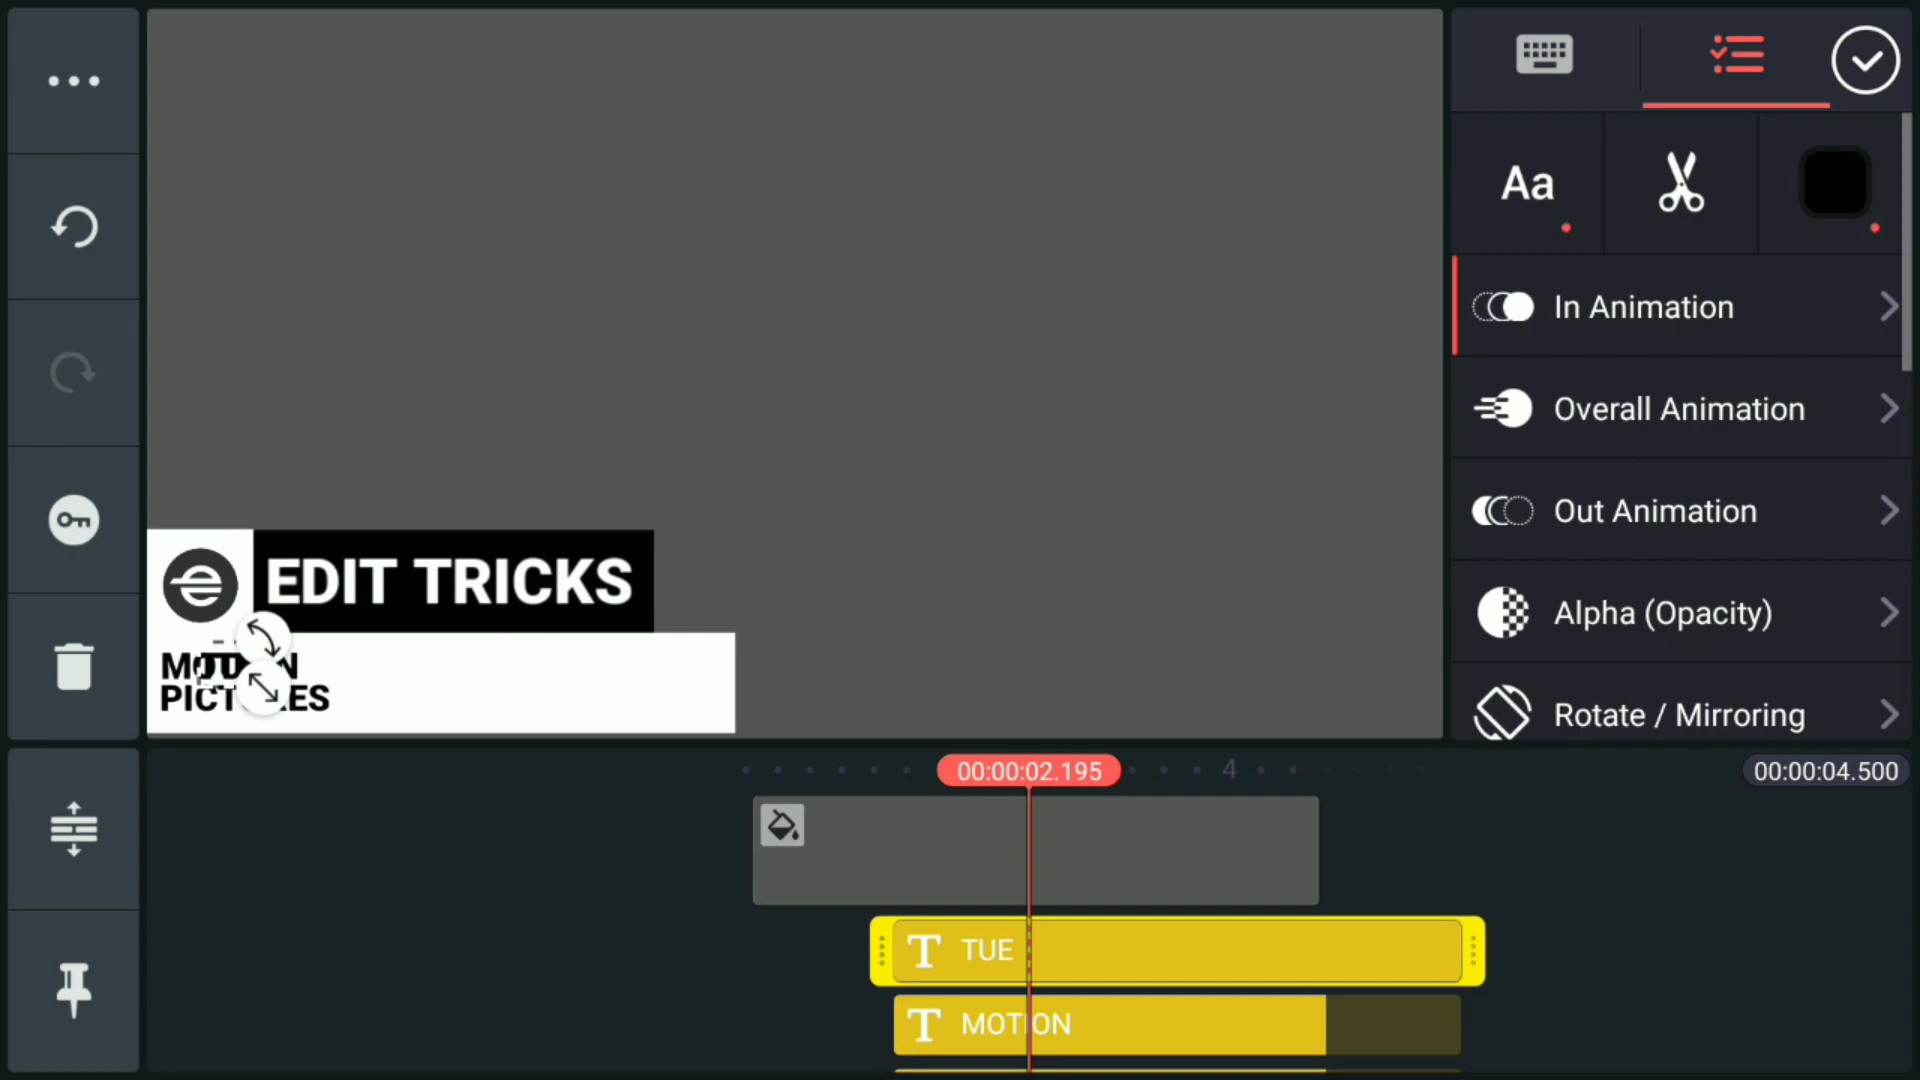 Aa
In Animation
Overall Animation
Out Animation
Alpha (Opacity)
Rotate / Mirroring
EDIT TRICKS
00:00:02.195
4
00:00:04.500
T TUE
T MOTION